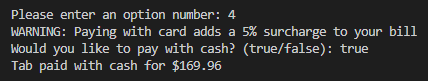 Please enter an option number: 4
WARNING: Paying with card adds a 5% surcharge to your bill
Would you like to pay with cash? (true/false): true
Tab paid with cash for $169.96